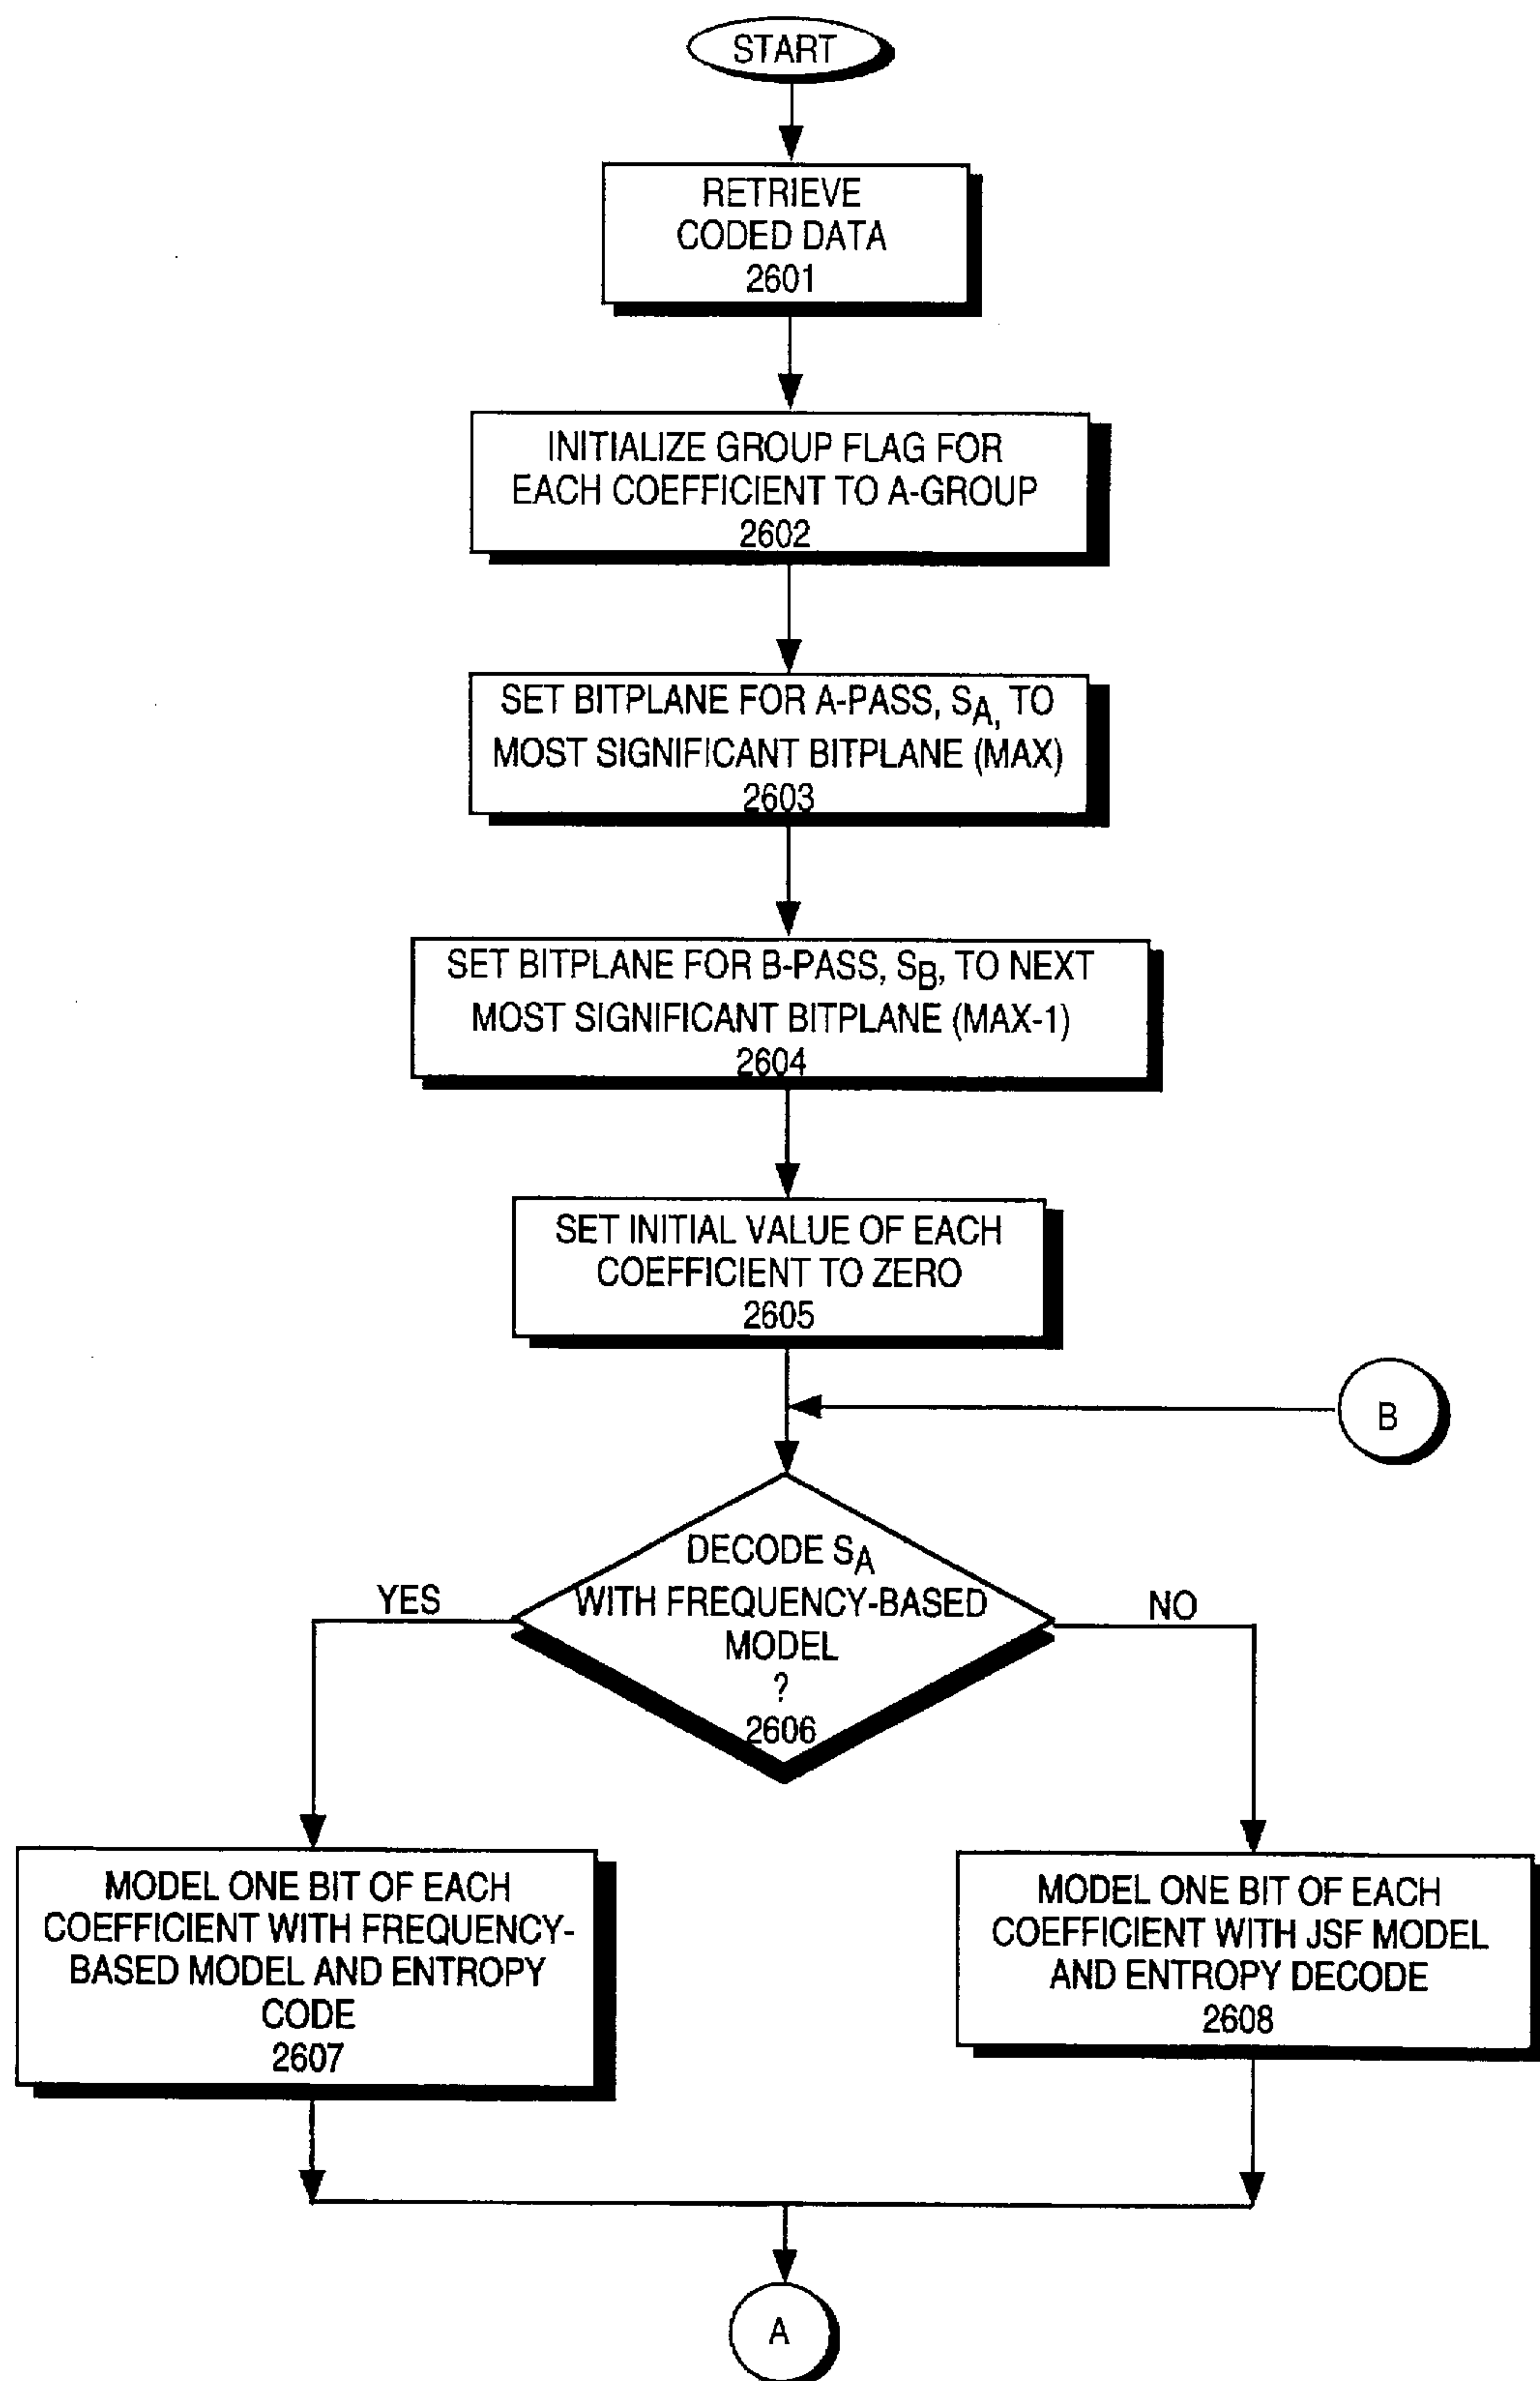 START
RETRIEVE
CODED DATA
2601
INITIALIZE GROUP FLAG FOR
EACH COEFFICIENT TO A-GROUP
2602
SET BITPLANE FOR A-PASS, SA, TO
MOST SIGNIFICANT BITPLANE (MAX)
2603
SET BITPLANE FOR B-PASS, SB, TO NEXT
MOST SIGNIFICANT BITPLANE (MAX-1)
2604
SET INITIAL VALUE OF EACH
COEFFICIENT TO ZERO
2605
B
DECODE SA
WITH FREQUENCY-BASED
MODEL
?
2606
YES
NO
MODEL ONE BIT OF EACH
COEFFICIENT WITH FREQUENCY-
BASED MODEL AND ENTROPY
CODE
2607
MODEL ONE BIT OF EACH
COEFFICIENT WITH JSF MODEL
AND ENTROPY DECODE
2608
A